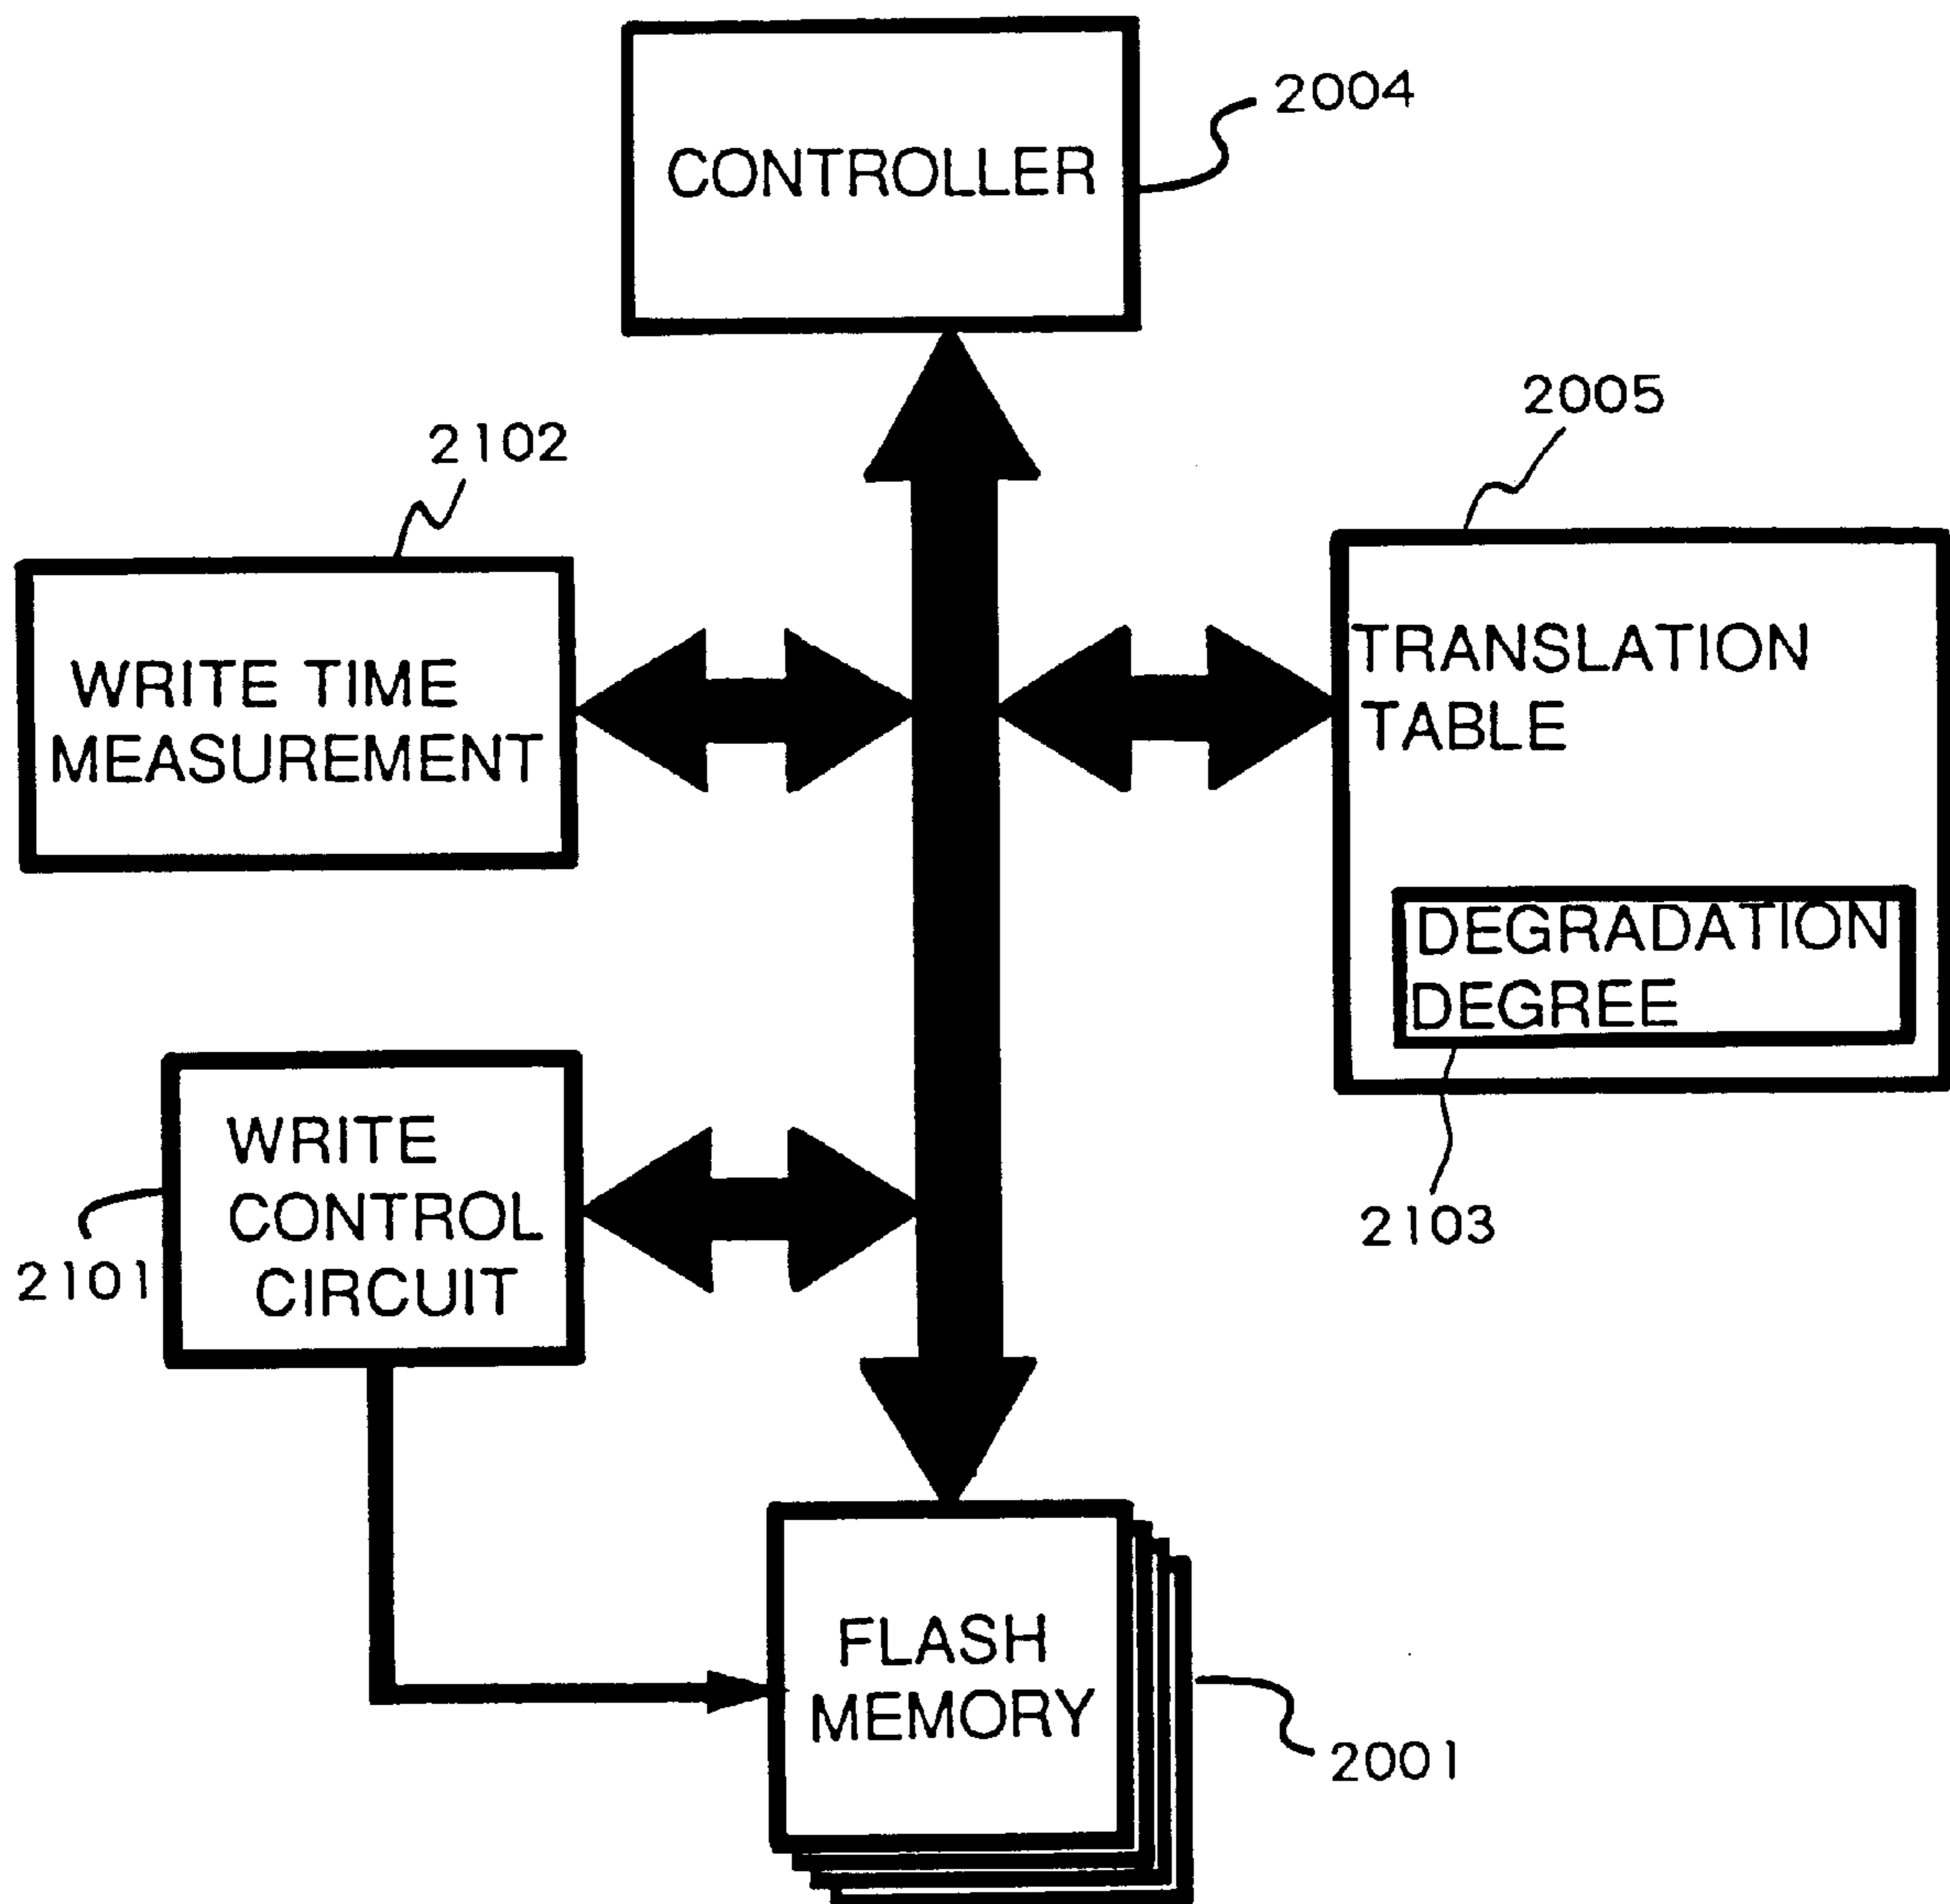 CONTROLLER
2004
2102
WRITE TIME
MEASUREMENT
2005
TRANSLATION
TABLE
DEGRADATION
DEGREE
2103
WRITE
CONTROL
CIRCUIT
2101
FLASH
MEMORY
2001